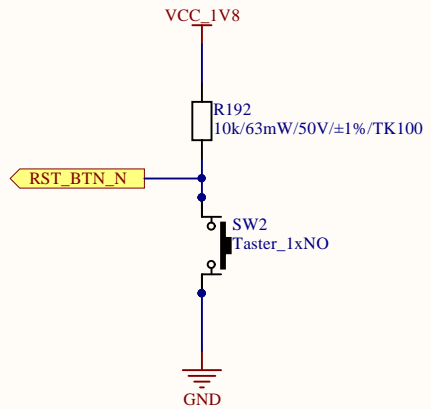 VCC_1V8
R192
10k/63mW/50V/±1%/TK100
RST_BTN_N
SW2
Taster_1xNO
GND